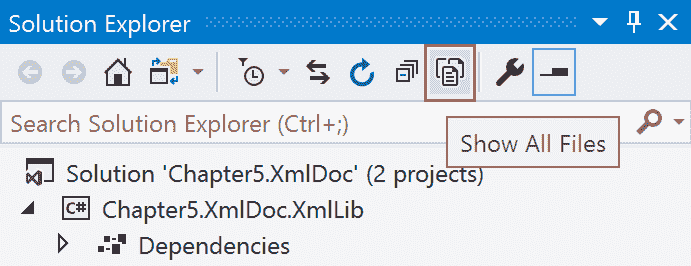 Solution Explorer
Search Solution Explorer (Ctrl+;)
Show All Files
Solution 'Chapter5.XmlDoc' (2 projects)
C# Chapter5.XmlDoc.XmlLib
Dependencies